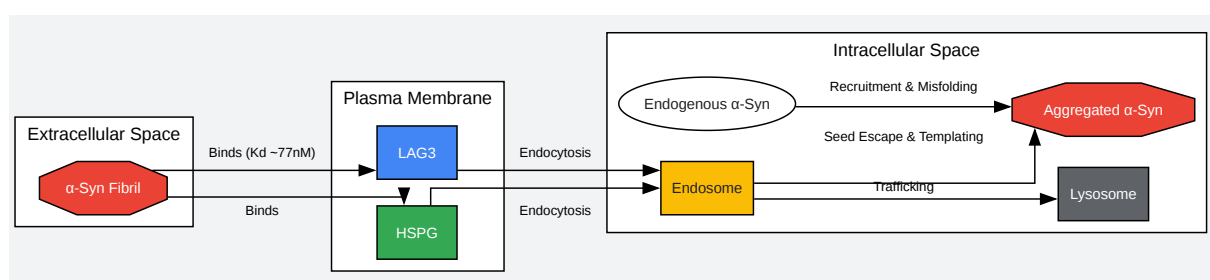 Extracellular Space
α-Syn Fibril
Binds (Kd ~77nM)
Binds
Plasma Membrane
LAG3
HSPG
Endocytosis
Endocytosis
Intracellular Space
Endogenous α-Syn
Recruitment & Misfolding
Aggregated α-Syn
Seed Escape & Templating
Endosome
Trafficking
Lysosome